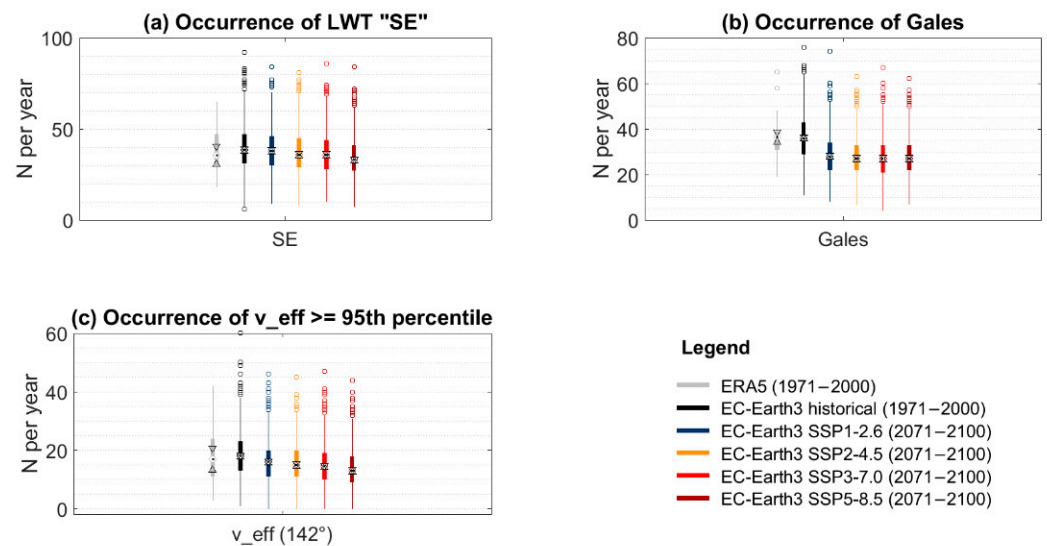 (a) Occurrence of LWT "SE"
100
50
0
N per year
SE
(b) Occurrence of Gales
80
60
40
20
0
N per year
Gales
(c) Occurrence of v_eff >= 95th percentile
60
40
20
0
N per year
v_eff (142°)
Legend
ERA5 (1971−2000)
EC-Earth3 historical (1971−2000)
EC-Earth3 SSP1-2.6 (2071−2100)
EC-Earth3 SSP2-4.5 (2071−2100)
EC-Earth3 SSP3-7.0 (2071−2100)
EC-Earth3 SSP5-8.5 (2071−2100)